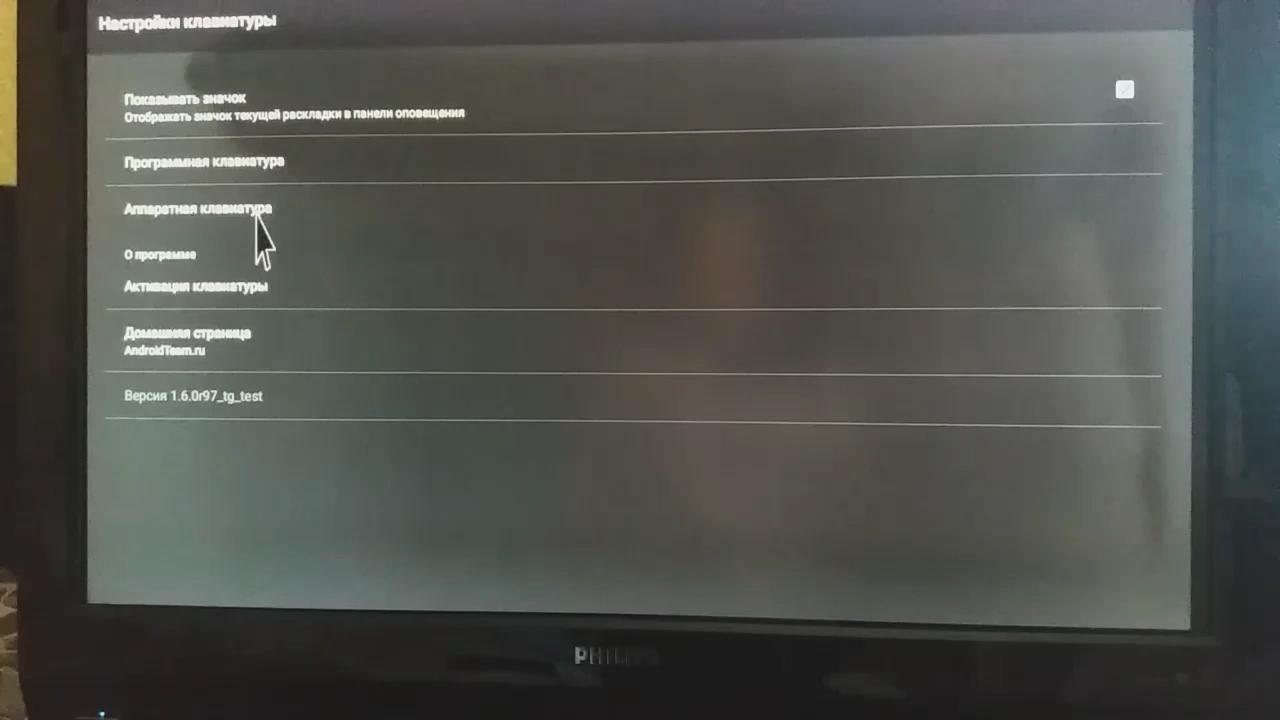 Настройки клавиатуры
Показывать значок
Отображать значок текущей раскладки в панели оповещения
Программная клавиатура
Аппаратная клавиатура
О программе
Активация клавиатуры
Домашняя страница
AndroidTeam.ru
Версия 1.6.0r97_tg_test
PHILIPS